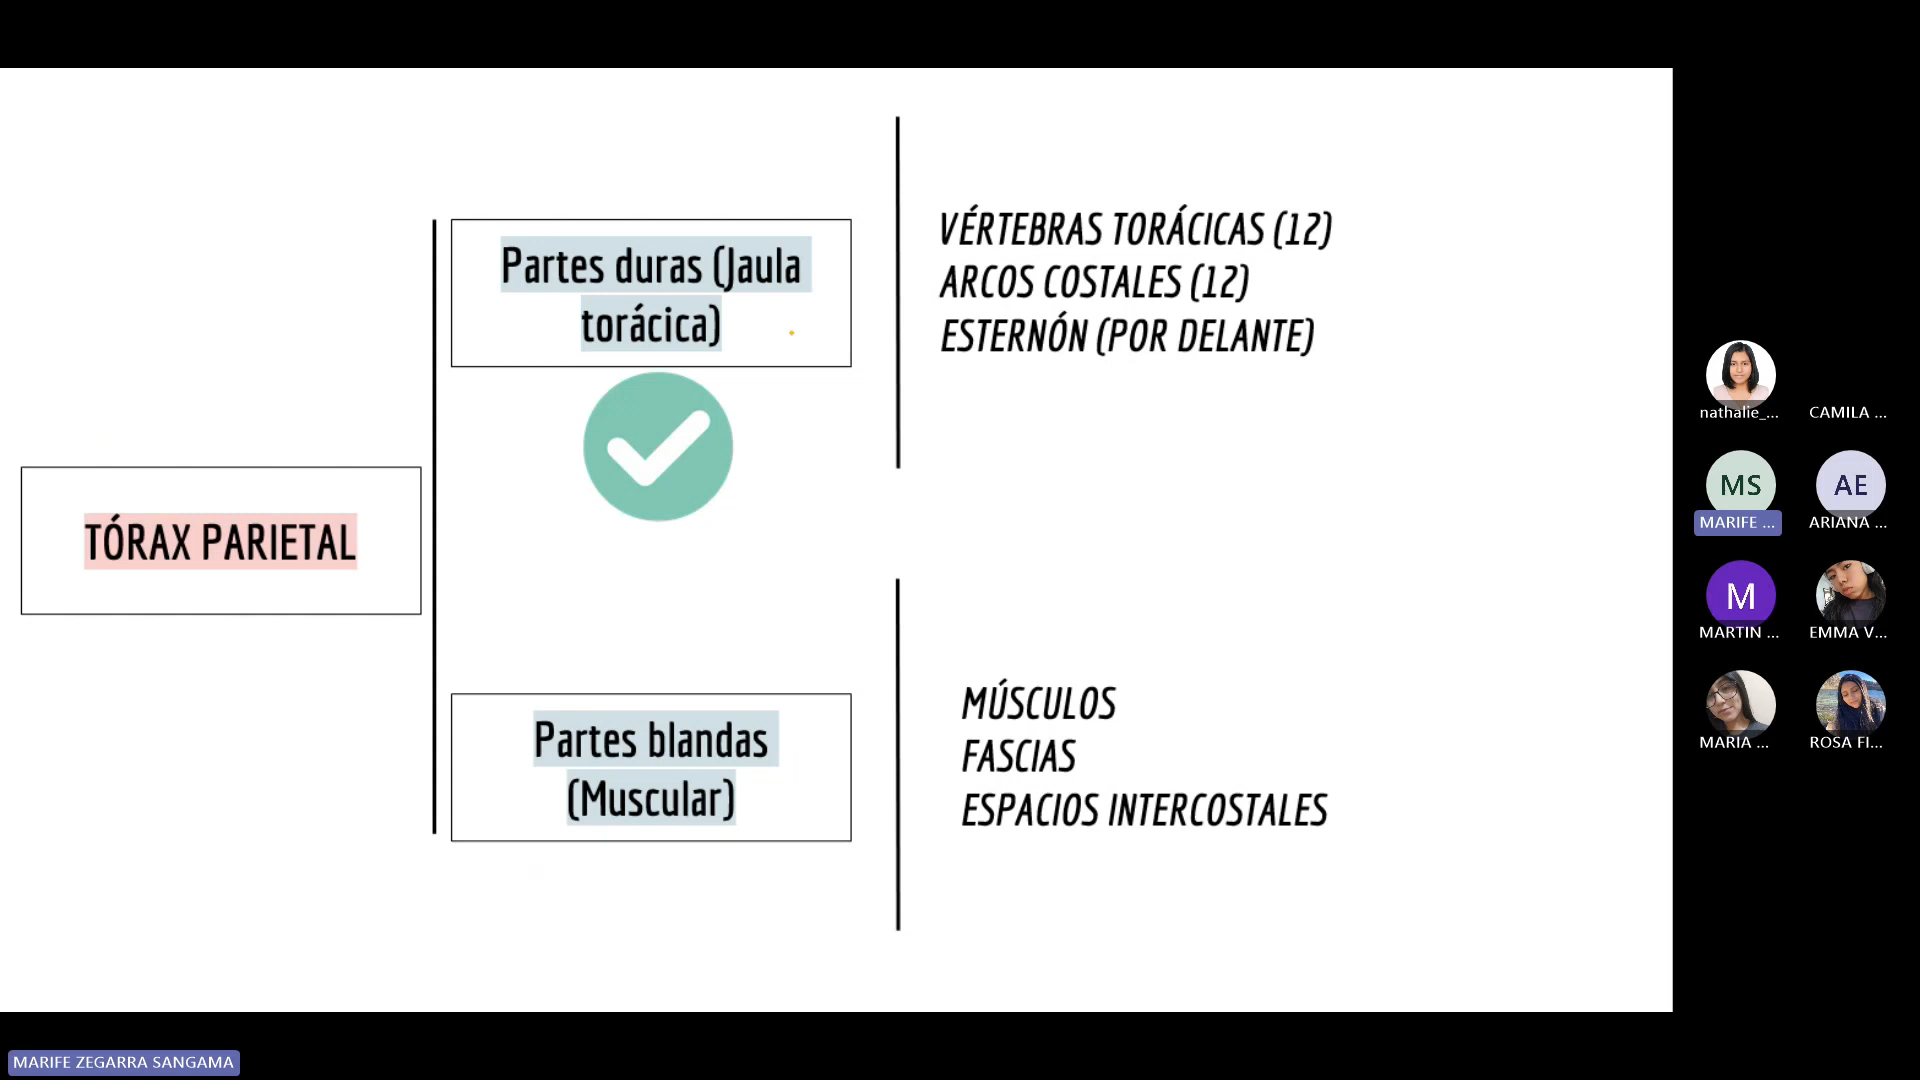 TÓRAX PARIETAL
Partes duras (Jaula
torácica)
VÉRTEBRAS TORÁCICAS (12)
ARCOS COSTALES (12)
ESTERNÓN (POR DELANTE)
Partes blandas
(Muscular)
MÚSCULOS
FASCIAS
ESPACIOS INTERCOSTALES
nathalie_...
CAMILA ...
MS
MARIFE ...
AE
ARIANA ...
M
MARTIN ...
EMMA V...
MARIA ...
ROSA FI...
MARIFE ZEGARRA SANGAMA